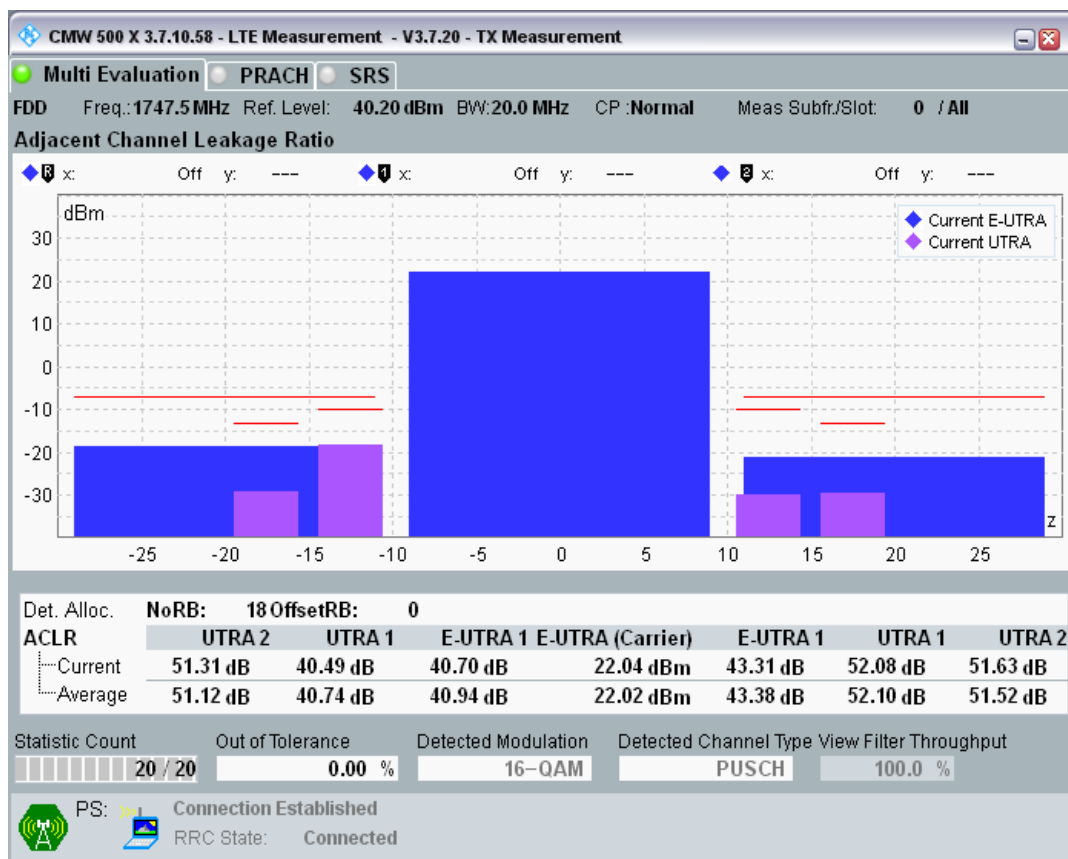 CMW 500 X 3.7.10.58 - LTE Measurement - V3.7.20 - TX Measurement
Multi Evaluation PRACH SRS
FDD Freq.: 1747.5 MHz Ref. Level: 40.20 dBm BW: 20.0 MHz CP : Normal Meas Subfr./Slot: 0 / All
Adjacent Channel Leakage Ratio
R x: Off y: --- 1 x: Off y: --- 2 x: Off y: ---
dBm
Current E-UTRA
Current UTRA
30
20
10
0
-10
-20
-30
z
-25 -20 -15 -10 -5 0 5 10 15 20 25
Det. Alloc. NoRB: 18 OffsetRB: 0
ACLR UTRA 2 UTRA 1 E-UTRA 1 E-UTRA (Carrier) E-UTRA 1 UTRA 1 UTRA 2
Current 51.31 dB 40.49 dB 40.70 dB 22.04 dBm 43.31 dB 52.08 dB 51.63 dB
Average 51.12 dB 40.74 dB 40.94 dB 22.02 dBm 43.38 dB 52.10 dB 51.52 dB
Statistic Count Out of Tolerance Detected Modulation Detected Channel Type View Filter Throughput
20 / 20 0.00 % 16-QAM PUSCH 100.0 %
PS: Connection Established
RRC State: Connected